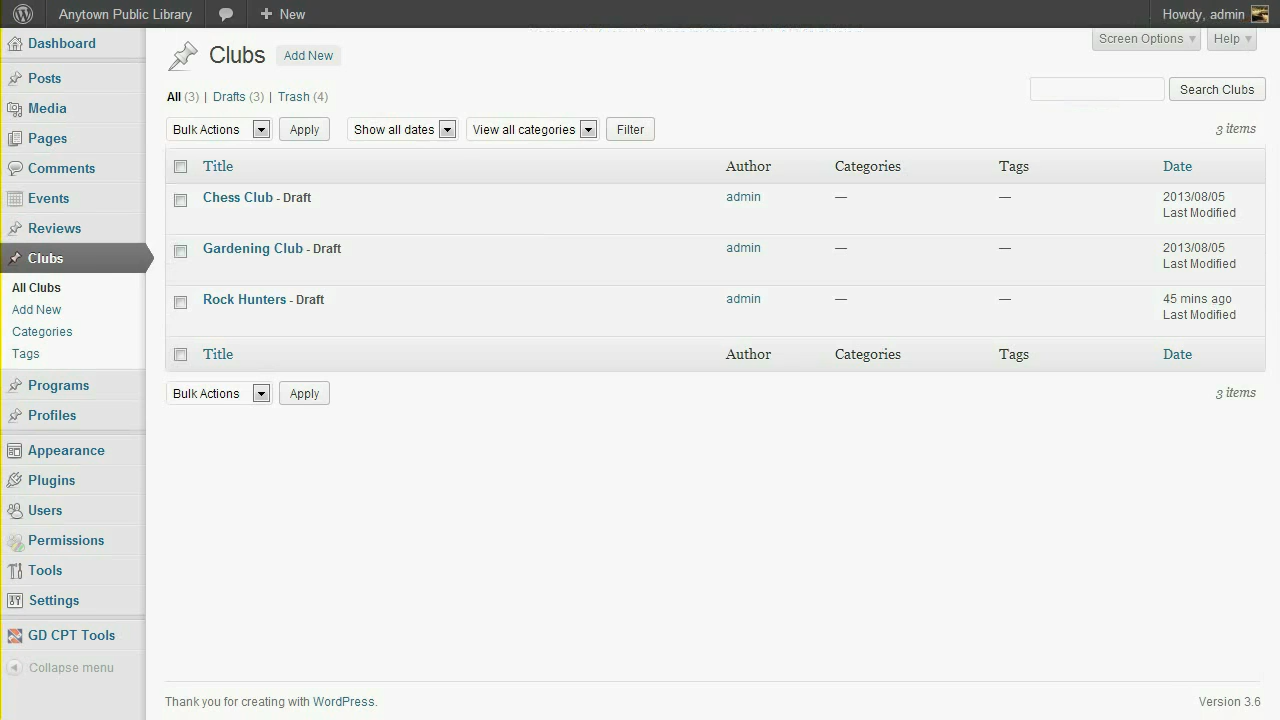 Anytown Public Library + New Howdy, admin
Dashboard
Posts
Media
Pages
Comments
Events
Reviews
Clubs
All Clubs
Add New
Categories
Tags
Programs
Profiles
Appearance
Plugins
Users
Permissions
Tools
Settings
GD CPT Tools
Collapse menu
Screen Options Help
Clubs Add New
All (3) | Drafts (3) | Trash (4)
Search Clubs
Bulk Actions Apply Show all dates View all categories Filter 3 items
Title Author Categories Tags Date
Chess Club - Draft admin — — 2013/08/05
Last Modified
Gardening Club - Draft admin — — 2013/08/05
Last Modified
Rock Hunters - Draft admin — — 45 mins ago
Last Modified
Title Author Categories Tags Date
Bulk Actions Apply 3 items
Thank you for creating with WordPress. Version 3.6